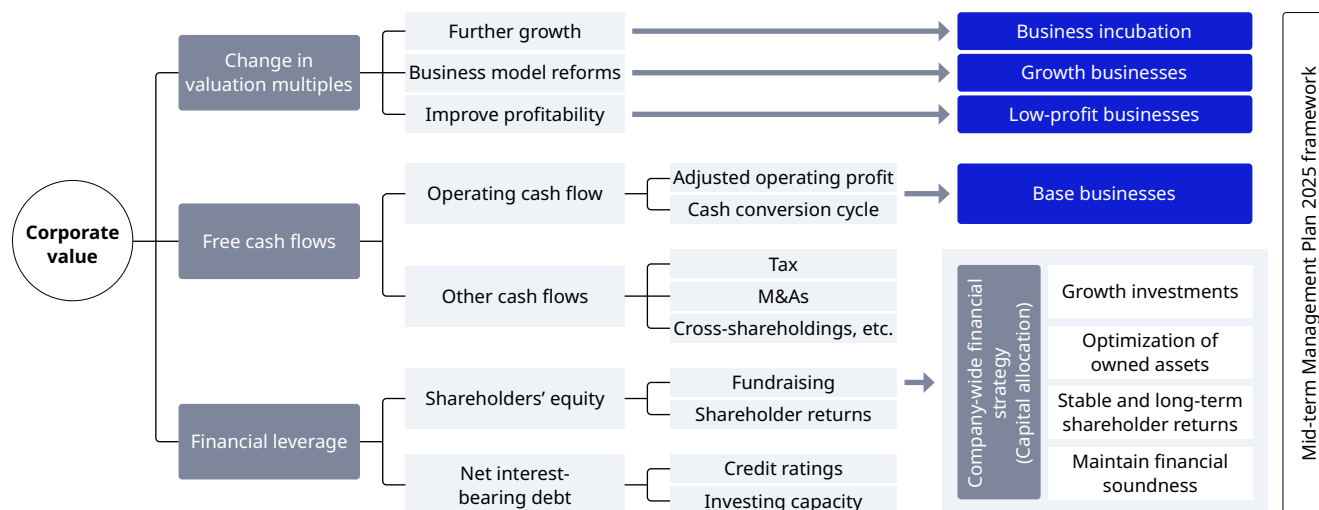 Corporate
value
Change in
valuation multiples
Further growth
Business model reforms
Improve profitability
Business incubation
Growth businesses
Low-profit businesses
Free cash flows
Operating cash flow
Adjusted operating profit
Cash conversion cycle
Base businesses
Other cash flows
Tax
M&As
Cross-shareholdings, etc.
Financial leverage
Shareholders' equity
Fundraising
Shareholder returns
Net interest-
bearing debt
Credit ratings
Investing capacity
Company-wide financial
strategy
(Capital allocation)
Growth investments
Optimization of
owned assets
Stable and long-term
shareholder returns
Maintain financial
soundness
Mid-term Management Plan 2025 framework